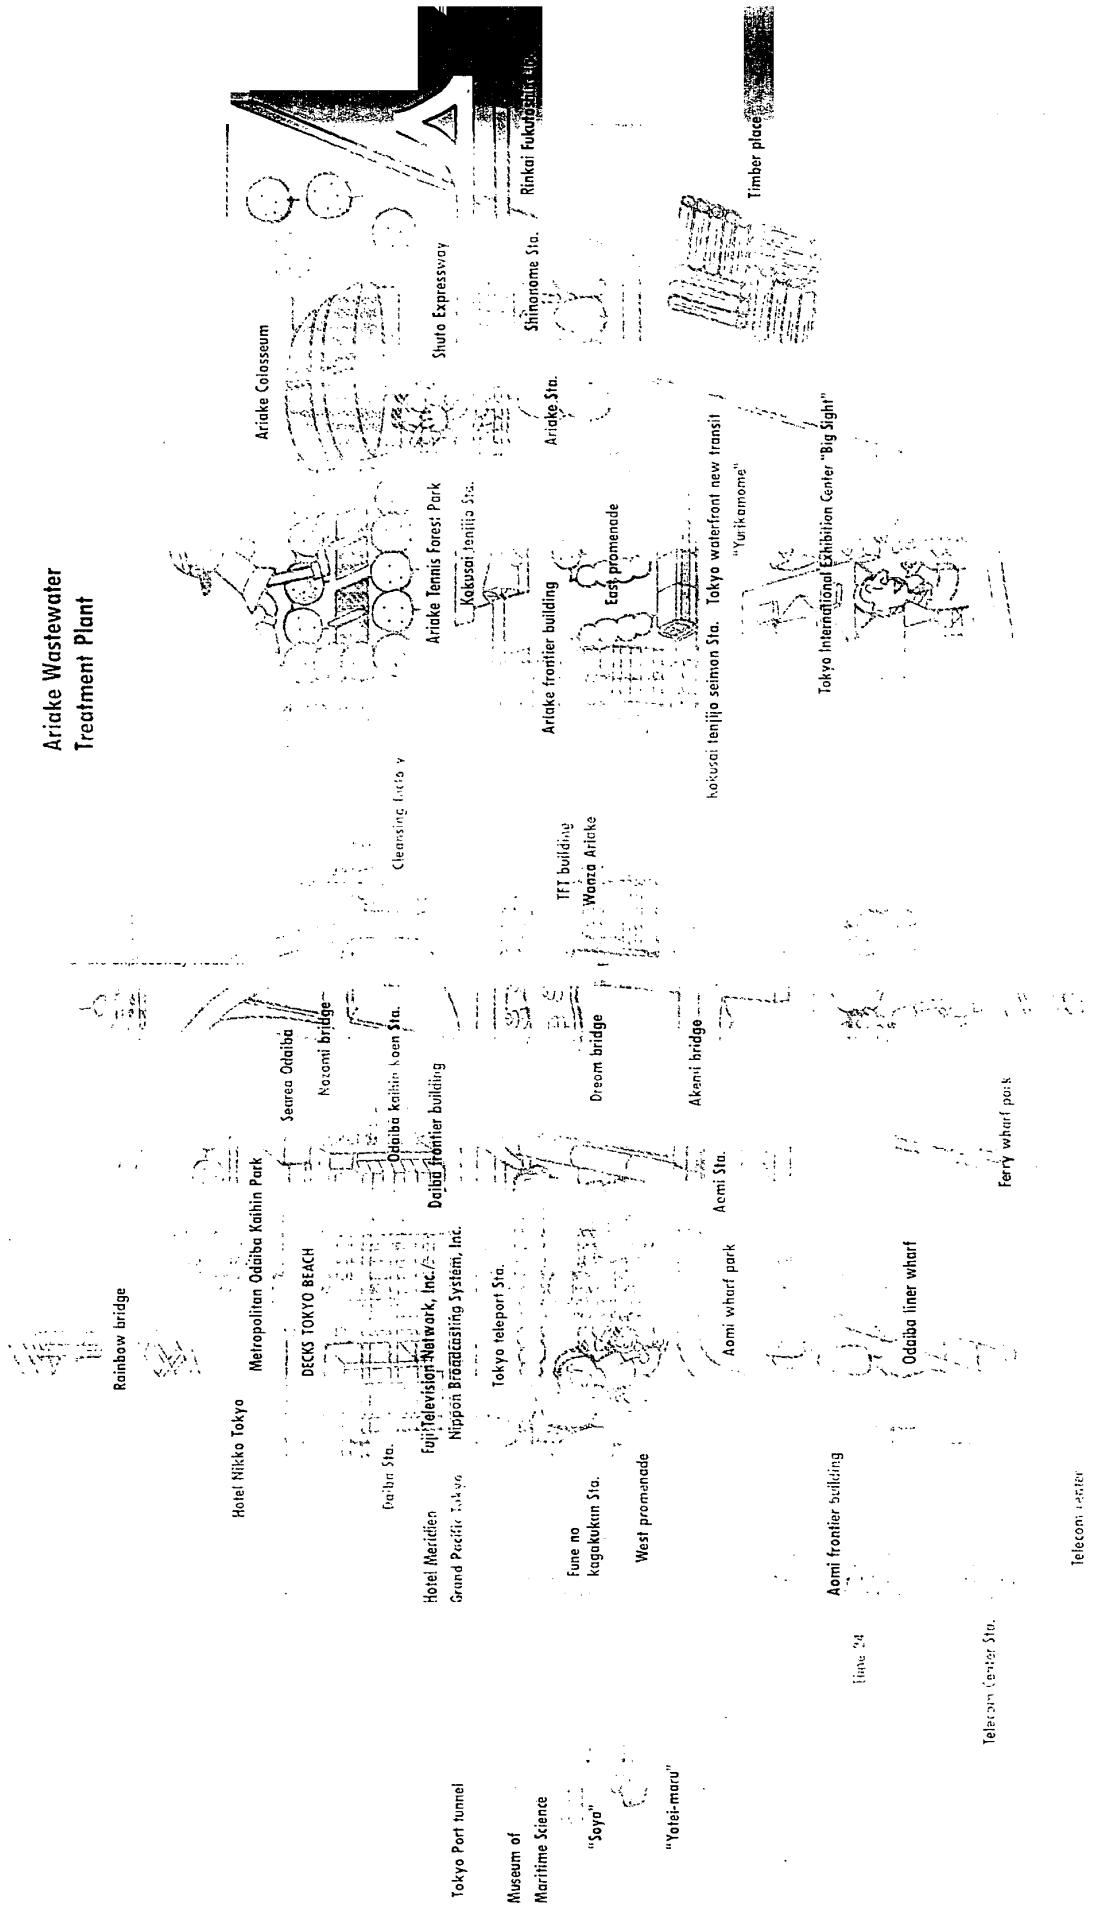 Ariake Wastewater
Treatment Plant
Rainbow bridge
Hotel Nikko Tokyo
Metropolitan Odaiba Kaihin Park
Searea Odaiba
Ariake Colosseum
DECKS TOKYO BEACH
Nozomi bridge
Daiba Sta.
Odaiba kaihin koen Sta.
Cleansing factory
Hotel Meridien
Grand Pacific Tokyo
Fuji Television Network, Inc./
Nippon Broadcasting System, Inc.
Daiba frontier building
Ariake Tennis Forest Park
Shuto Expressway
Kokusai tenjijo Sta.
Tokyo Port tunnel
Tokyo teleport Sta.
Museum of
Maritime Science
Shinonome Sta.
Rinkai Fukutoshin
Ariake frontier building
Ariake Sta.
Fune no
kagakukan Sta.
TFT building
Wanza Ariake
"Soya"
Dream bridge
East promenade
West promenade
"Yotei-maru"
Akemi bridge
Kokusai tenjijo seimon Sta.
Tokyo waterfront new transit
"Yurikamome"
Aomi Sta.
Aomi wharf park
Timber place
Tokyo International Exhibition Center "Big Sight"
Aomi frontier building
Time 24
Odaiba liner wharf
Telecom Center Sta.
Ferry wharf park
Telecom center